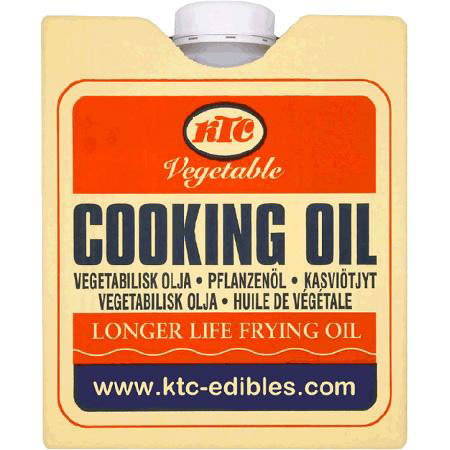 KTC
Vegetable
COOKING OIL
VEGETABILISK OLJA • PFLANZENÖL • KASVIÖTJYT
VEGETABILISK OLJA • HUILE DE VÉGÉTALE
LONGER LIFE FRYING OIL
www.ktc-edibles.com